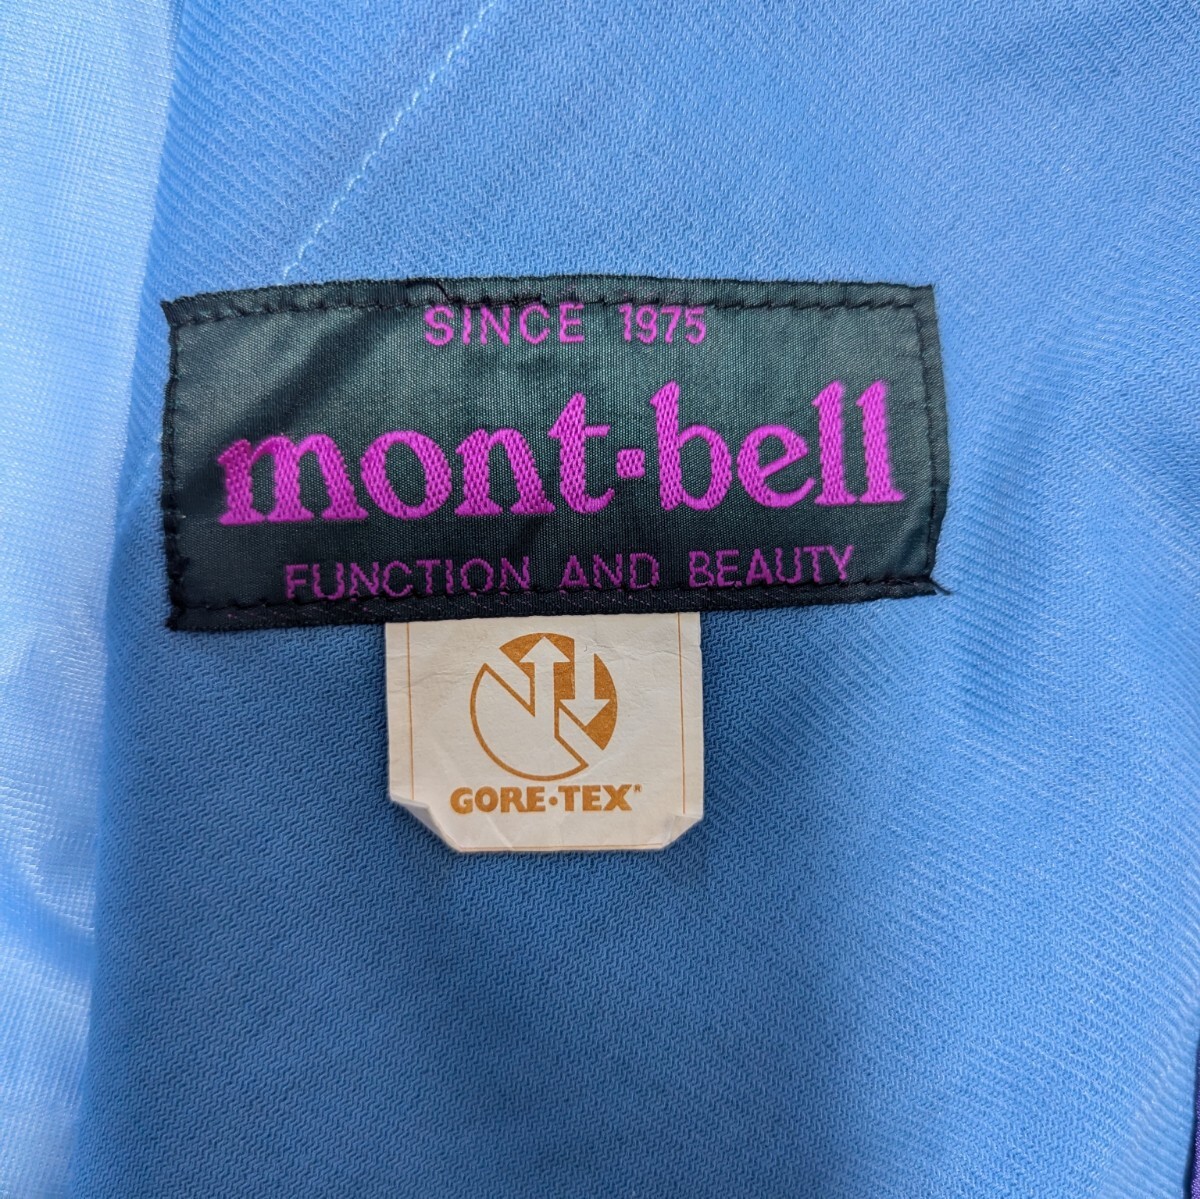 SINCE 1975
mont-bell
FUNCTION AND BEAUTY
GORE-TEX